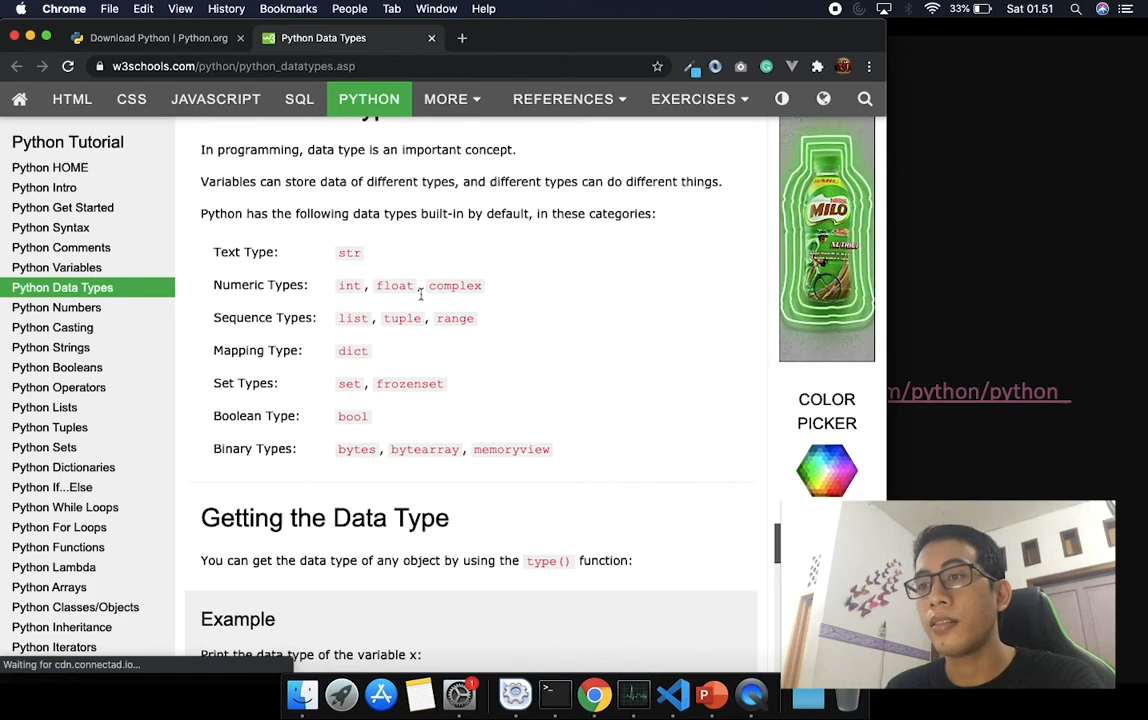 Chrome File Edit View History Bookmarks People Tab Window Help 33% Sat 01.51
Download Python | Python.org
Python Data Types
w3schools.com/python/python_datatypes.asp
HTML CSS JAVASCRIPT SQL PYTHON MORE REFERENCES EXERCISES
Python Tutorial
Python HOME
Python Intro
Python Get Started
Python Syntax
Python Comments
Python Variables
Python Data Types
Python Numbers
Python Casting
Python Strings
Python Booleans
Python Operators
Python Lists
Python Tuples
Python Sets
Python Dictionaries
Python If...Else
Python While Loops
Python For Loops
Python Functions
Python Lambda
Python Arrays
Python Classes/Objects
Python Inheritance
Python Iterators
Waiting for cdn.connectad.io...
In programming, data type is an important concept.
Variables can store data of different types, and different types can do different things.
Python has the following data types built-in by default, in these categories:
Text Type: str
Numeric Types: int, float, complex
Sequence Types: list, tuple, range
Mapping Type: dict
Set Types: set, frozenset
Boolean Type: bool
Binary Types: bytes, bytearray, memoryview
Getting the Data Type
You can get the data type of any object by using the type() function:
Example
Print the data type of the variable x:
MILO
COLOR
PICKER
m/python/python_
1